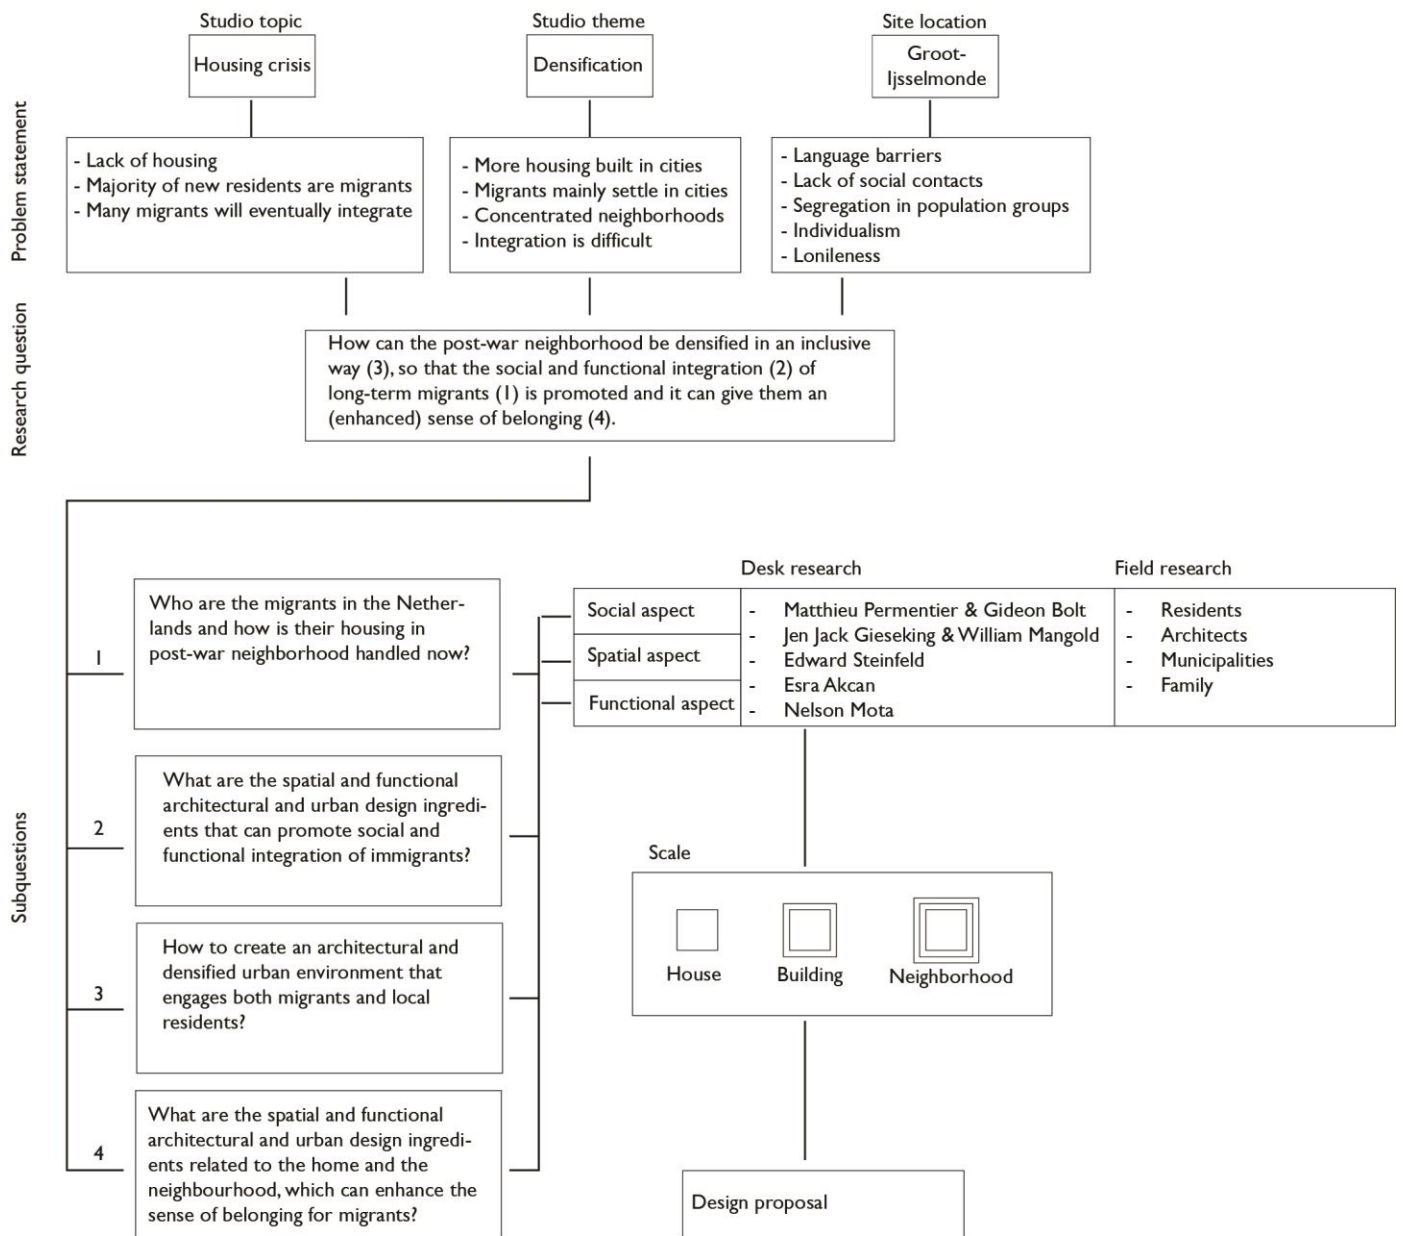 Studio topic
Studio theme
Site location
Housing crisis
Densification
Groot-
Ijsselmonde
Problem statement
- Lack of housing
- Majority of new residents are migrants
- Many migrants will eventually integrate
- More housing built in cities
- Migrants mainly settle in cities
- Concentrated neighborhoods
- Integration is difficult
- Language barriers
- Lack of social contacts
- Segregation in population groups
- Individualism
- Lonileness
Research question
How can the post-war neighborhood be densified in an inclusive
way (3), so that the social and functional integration (2) of
long-term migrants (1) is promoted and it can give them an
(enhanced) sense of belonging (4).
Subquestions
1
Who are the migrants in the Nether-
lands and how is their housing in
post-war neighborhood handled now?
2
What are the spatial and functional
architectural and urban design ingredi-
ents that can promote social and
functional integration of immigrants?
3
How to create an architectural and
densified urban environment that
engages both migrants and local
residents?
4
What are the spatial and functional
architectural and urban design ingredi-
ents related to the home and the
neighbourhood, which can enhance the
sense of belonging for migrants?
Desk research
Field research
Social aspect
Spatial aspect
Functional aspect
- Matthieu Permentier & Gideon Bolt
- Jen Jack Gieseking & William Mangold
- Edward Steinfeld
- Esra Akcan
- Nelson Mota
- Residents
- Architects
- Municipalities
- Family
Scale
House
Building
Neighborhood
Design proposal